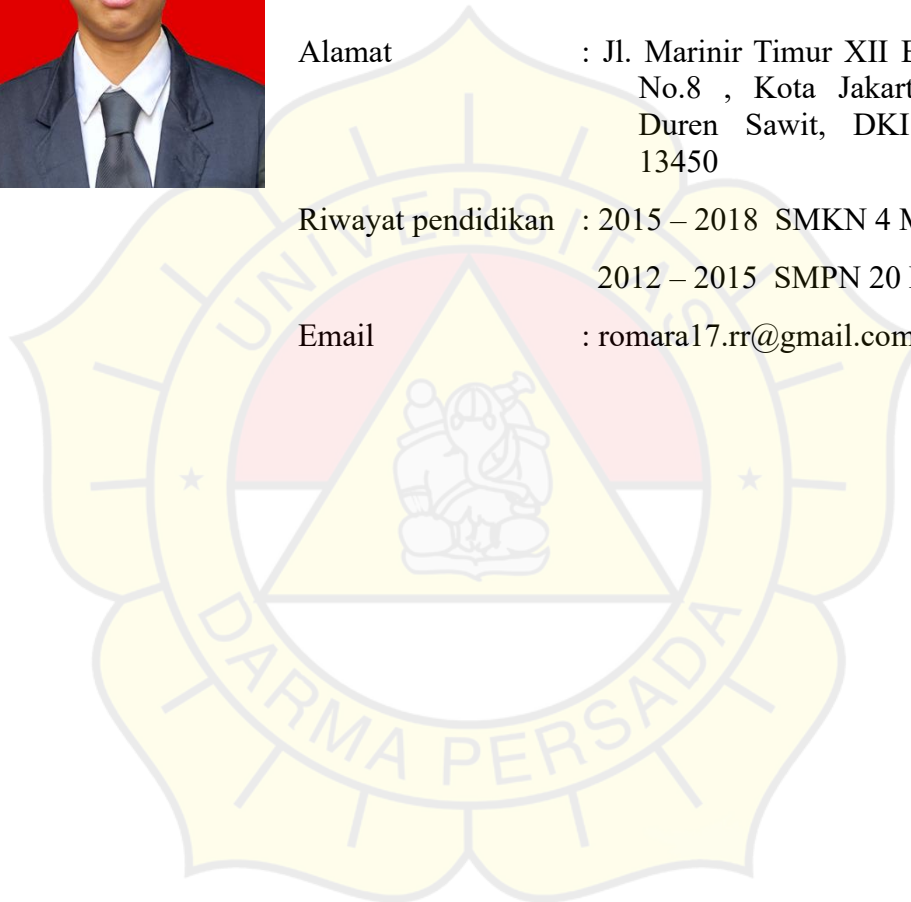 Alamat : Jl. Marinir Timur XII
No.8 , Kota Jakart
Duren Sawit, DKI
13450
Riwayat pendidikan : 2015 – 2018 SMKN 4
2012 – 2015 SMPN 20
Email : romara17.rr@gmail.com
UNIVERSITAS
DARMA PERSADA